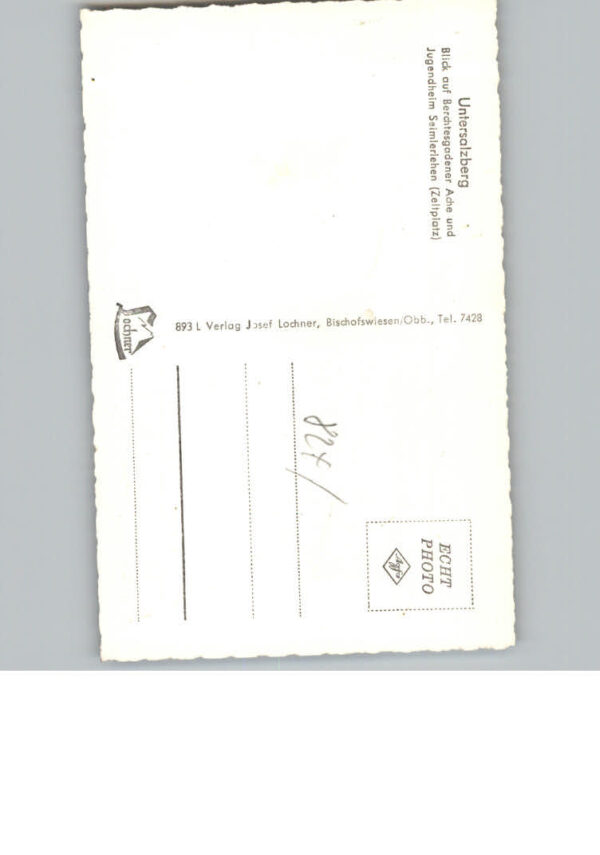 Untersalzberg
Blick auf Berchtesgadener Ache und
Jugendheim Seimlerlehen (Zeltplatz)
893 L Verlag Josef Lochner, Bischofswiesen/Obb., Tel. 7428
Lochner
ECHT
PHOTO
Agfa